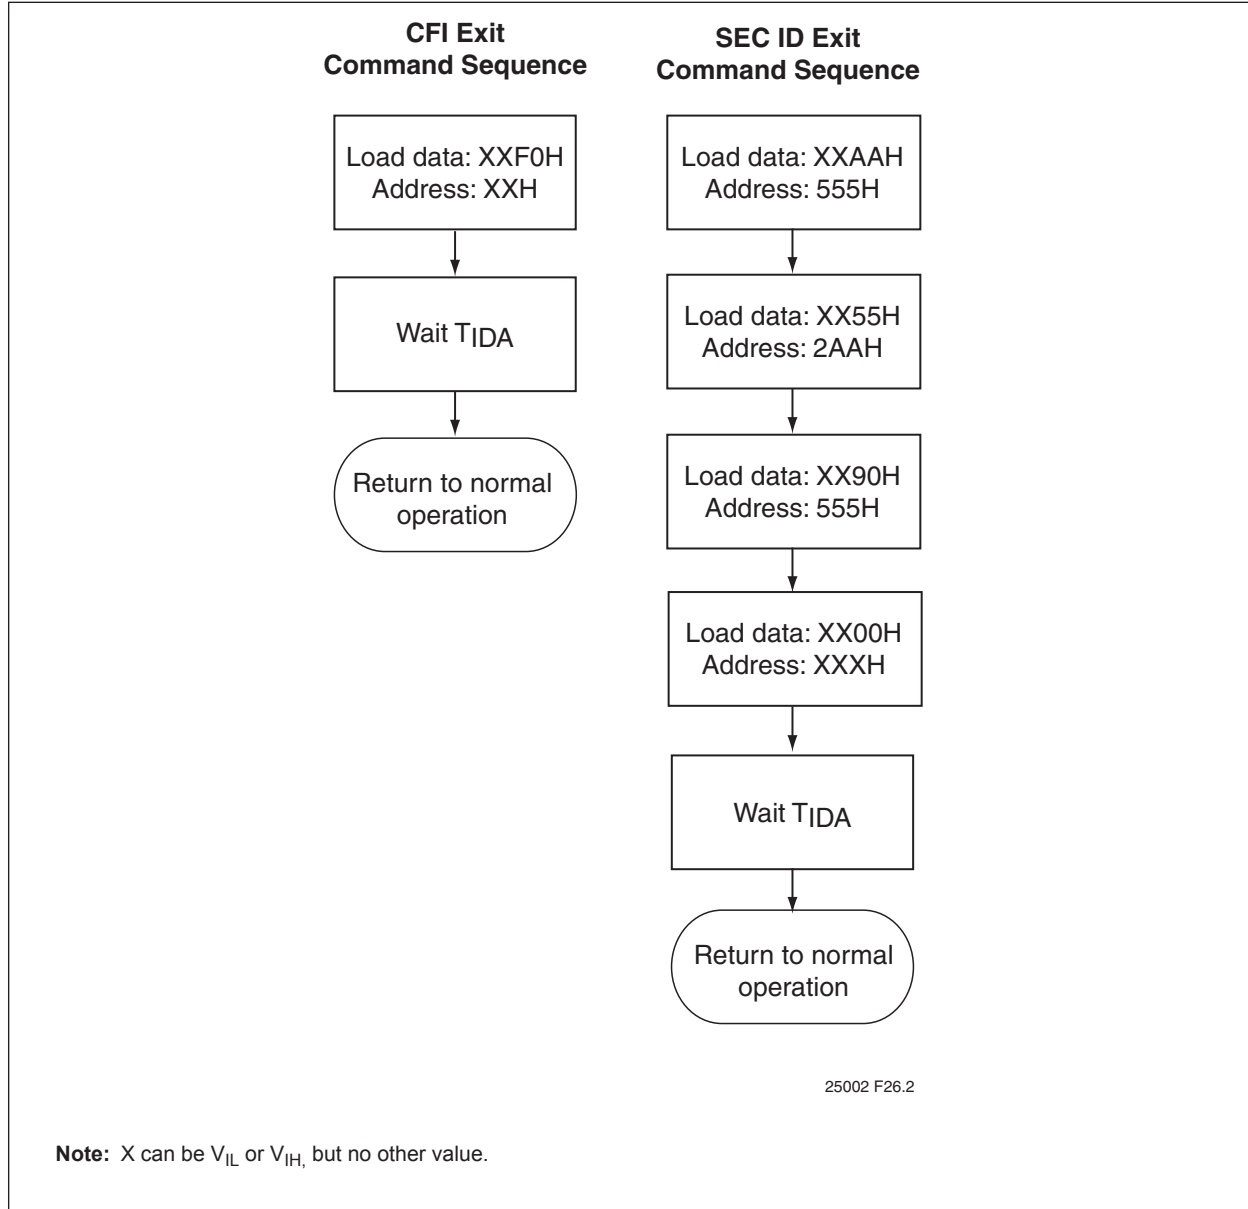 CFI Exit
Command Sequence
Load data: XXF0H
Address: XXH
Wait TIDA
Return to normal
operation
SEC ID Exit
Command Sequence
Load data: XXAAH
Address: 555H
Load data: XX55H
Address: 2AAH
Load data: XX90H
Address: 555H
Load data: XX00H
Address: XXXH
Wait TIDA
Return to normal
operation
25002 F26.2
Note: X can be VIL or VIH, but no other value.